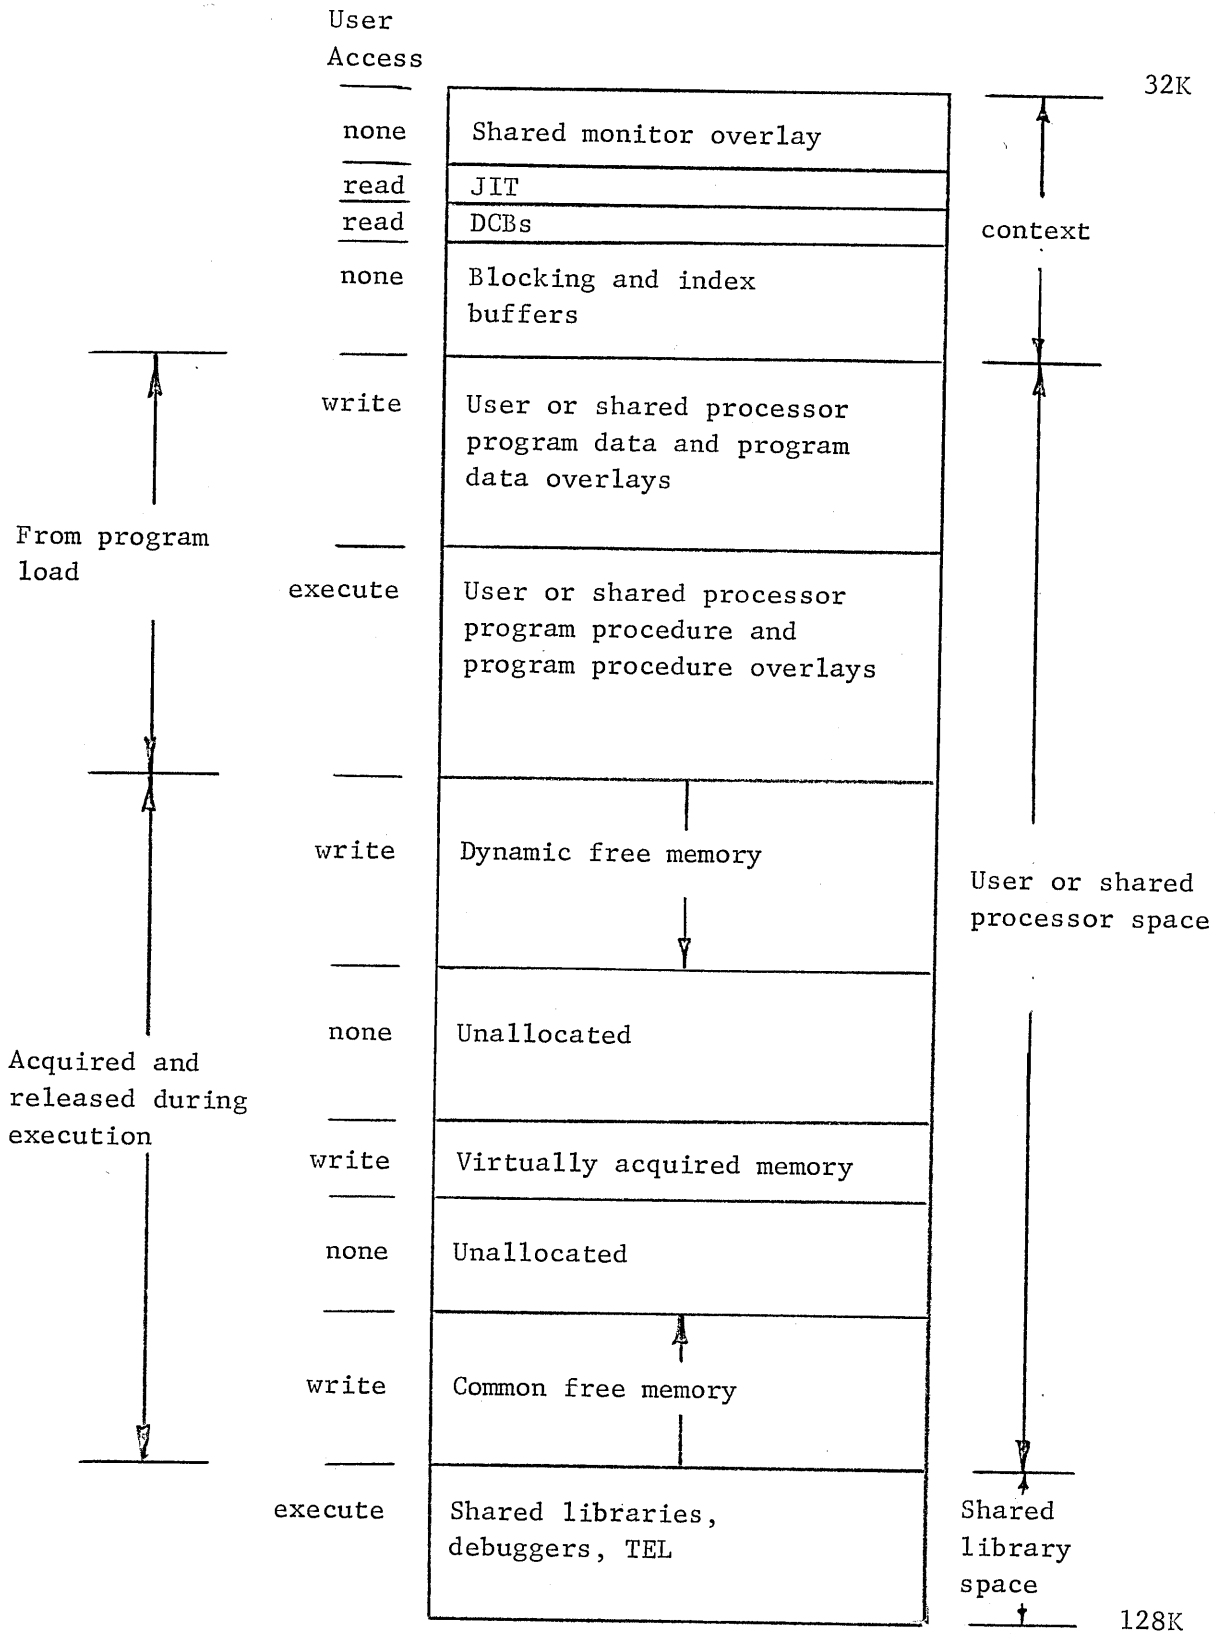 User
Access
32K
none
Shared monitor overlay
read
JIT
read
DCBs
context
none
Blocking and index
buffers
write
User or shared processor
program data and program
data overlays
From program
load
execute
User or shared processor
program procedure and
program procedure overlays
write
Dynamic free memory
User or shared
processor space
none
Unallocated
Acquired and
released during
execution
write
Virtually acquired memory
none
Unallocated
write
Common free memory
execute
Shared libraries,
debuggers, TEL
Shared
library
space
128K